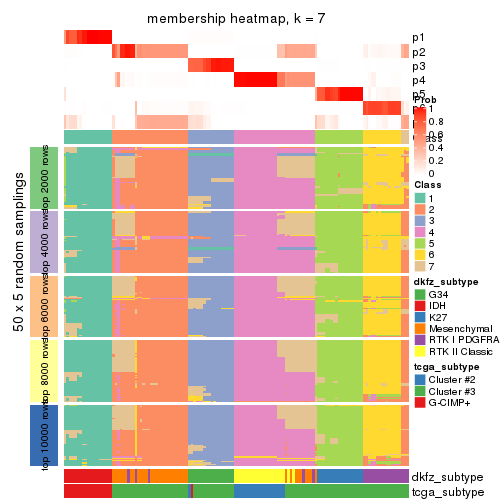 membership heatmap, k = 7
p1
p2
p3
p4
p5
Prob
1
0.8
0.6
0.4
0.2
0
Class
1
2
3
4
5
6
7
dkfz_subtype
G34
IDH
K27
Mesenchymal
RTK I PDGFRA
RTK II Classic
tcga_subtype
Cluster #2
Cluster #3
G-CIMP+
50 x 5 random samplings
top 2000 rows
top 4000 rows
top 6000 rows
top 8000 rows
top 10000 rows
dkfz_subtype
tcga_subtype